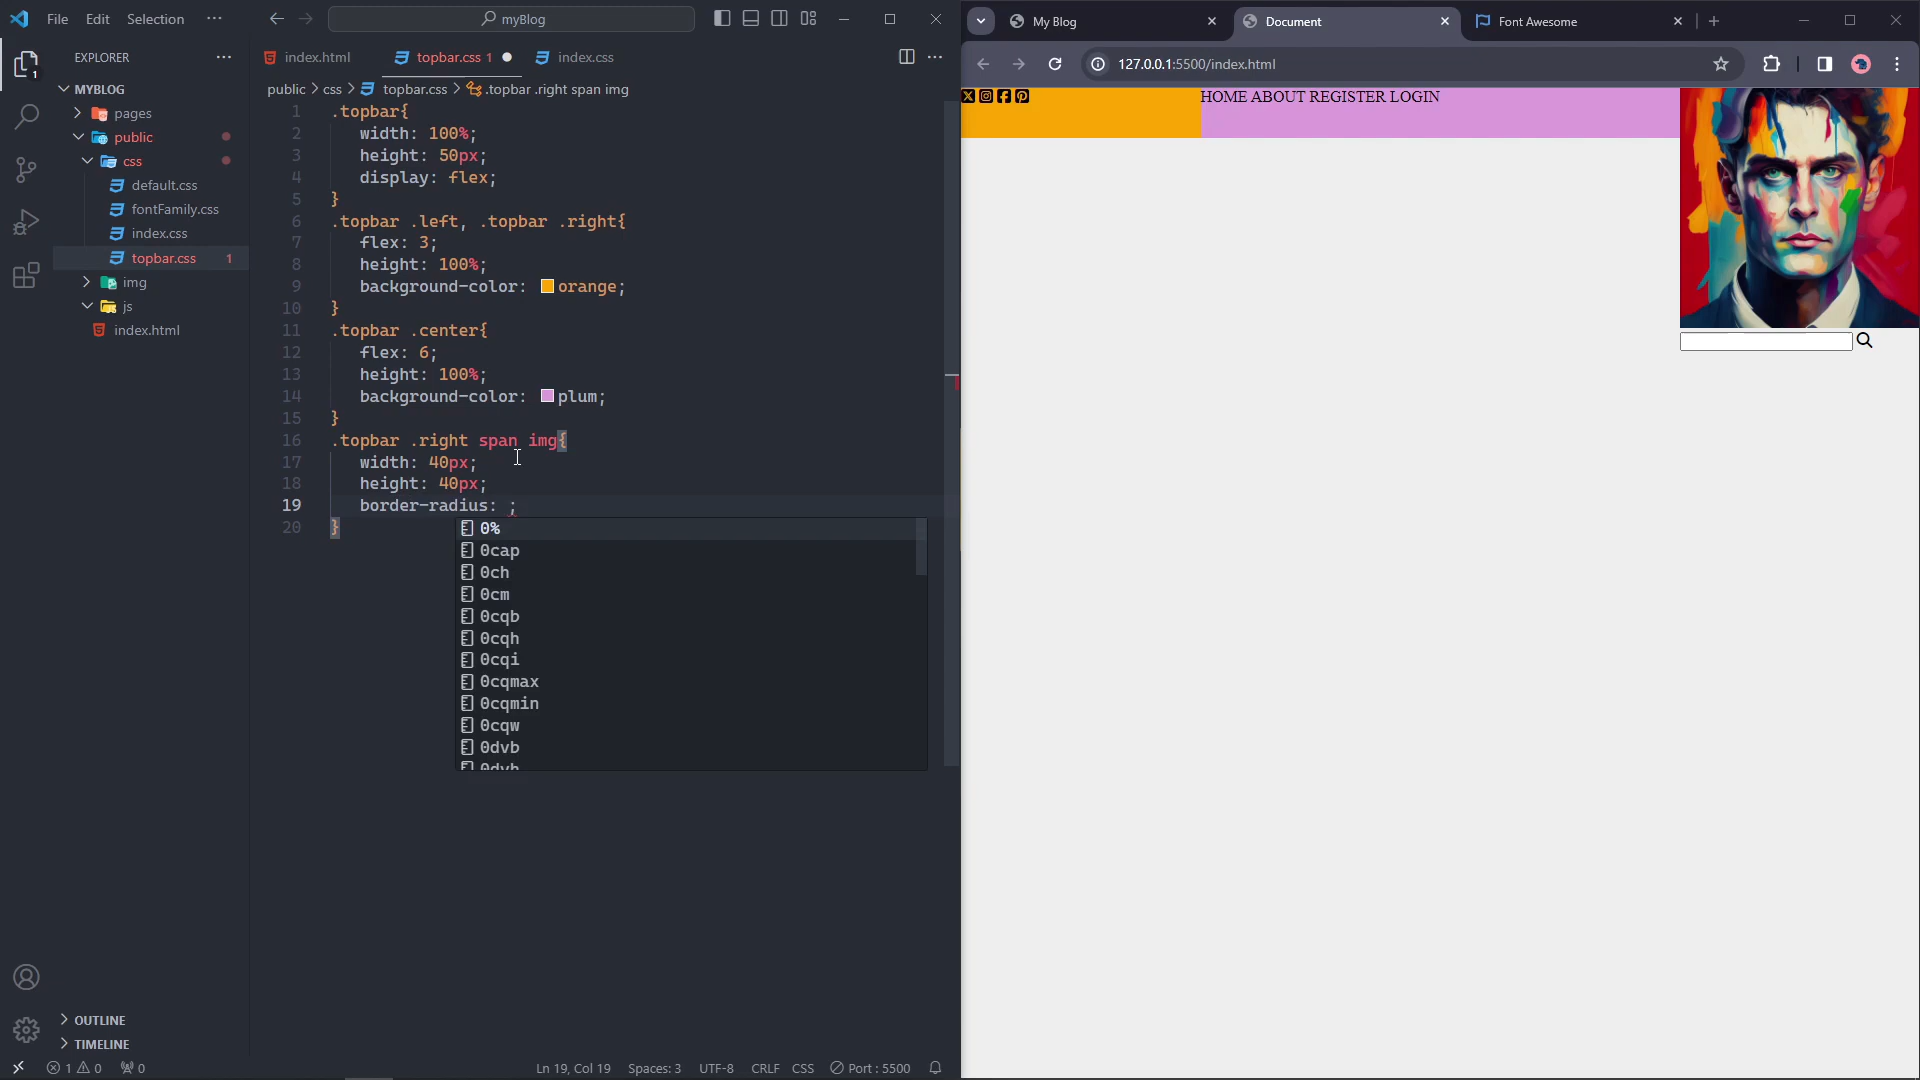 File Edit Selection ··· myBlog
EXPLORER ···
MYBLOG
pages
public
css
default.css
fontFamily.css
index.css
topbar.css 1
img
js
index.html
OUTLINE
TIMELINE
index.html topbar.css 1 index.css
public > css > topbar.css > .topbar .right span img
1 .topbar{
2 width: 100%;
3 height: 50px;
4 display: flex;
5 }
6 .topbar .left, .topbar .right{
7 flex: 3;
8 height: 100%;
9 background-color: orange;
10 }
11 .topbar .center{
12 flex: 6;
13 height: 100%;
14 background-color: plum;
15 }
16 .topbar .right span img{
17 width: 40px;
18 height: 40px;
19 border-radius: ;
20 }
0%
0cap
0ch
0cm
0cqb
0cqh
0cqi
0cqmax
0cqmin
0cqw
0dvb
0dvh
1 0 0 Ln 19, Col 19 Spaces: 3 UTF-8 CRLF CSS Port : 5500
My Blog Document Font Awesome
127.0.0.1:5500/index.html
HOME ABOUT REGISTER LOGIN